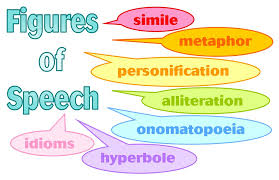 Figures
of
Speech
simile
metaphor
personification
alliteration
onomatopoeia
hyperbole
idioms